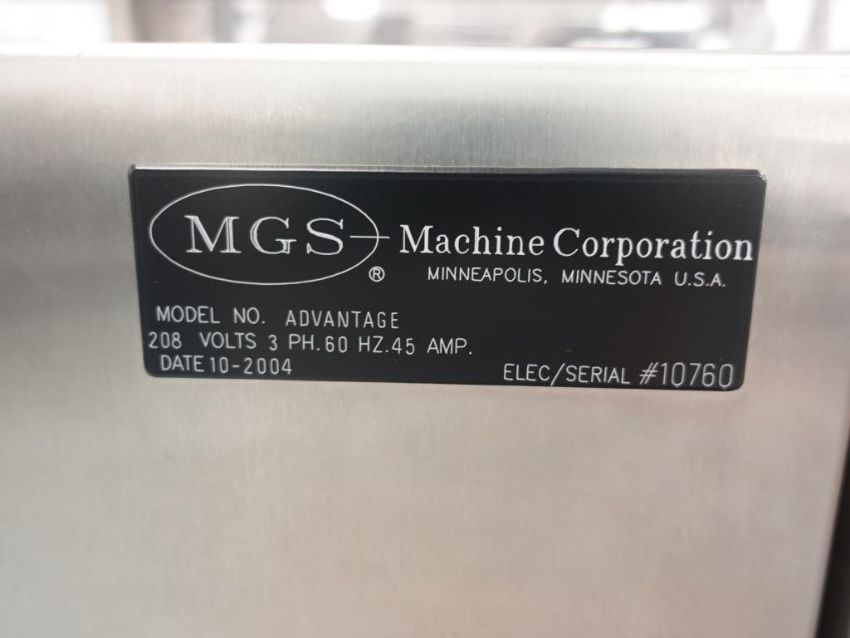 MGS® Machine Corporation
MINNEAPOLIS, MINNESOTA U.S.A.
MODEL NO. ADVANTAGE
208 VOLTS 3 PH. 60 HZ. 45 AMP.
DATE 10-2004 ELEC/SERIAL #10760